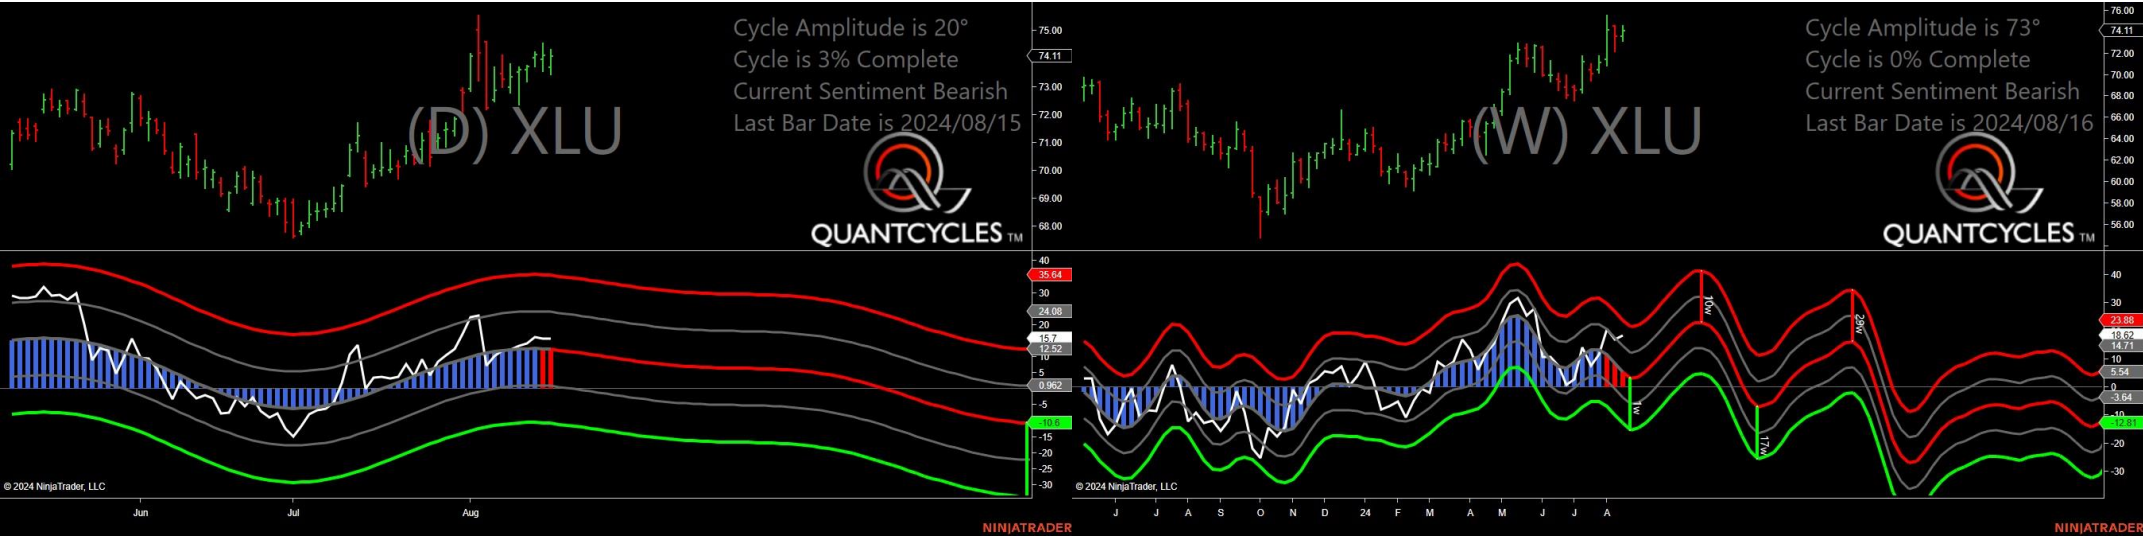 Cycle Amplitude is 20°
Cycle is 3% Complete
Current Sentiment Bearish
Last Bar Date is 2024/08/15
(D) XLU
QUANTCYCLES TM
75.00
74.11
73.00
72.00
71.00
70.00
69.00
68.00
40
35.64
30
24.08
20
15.7
12.52
10
5
0.962
-5
-10.6
-15
-20
-25
-30
© 2024 NinjaTrader, LLC
Jun
Jul
Aug
NINJATRADER
Cycle Amplitude is 73°
Cycle is 0% Complete
Current Sentiment Bearish
Last Bar Date is 2024/08/16
(W) XLU
QUANTCYCLES TM
76.00
74.11
72.00
70.00
68.00
66.00
64.00
62.00
60.00
58.00
56.00
10w
29w
1w
17w
40
30
23.88
18.62
14.71
10
5.54
0
-3.64
-10
-12.81
-20
-30
© 2024 NinjaTrader, LLC
J J A S O N D 24 F M A M J J A
NINJATRADER